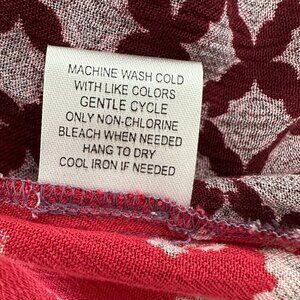 MACHINE WASH COLD
WITH LIKE COLORS
GENTLE CYCLE
ONLY NON-CHLORINE
BLEACH WHEN NEEDED
HANG TO DRY
COOL IRON IF NEEDED